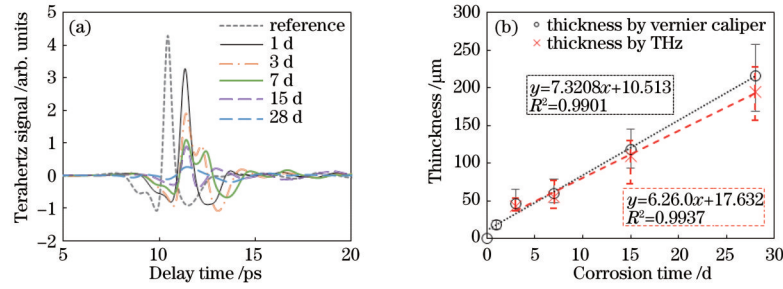 (a)
reference
1 d
3 d
7 d
15 d
28 d
Terahertz signal /arb. units
5
4
3
2
1
0
−1
−2
5
10
15
20
Delay time /ps
(b)
thickness by vernier caliper
thickness by THz
y=7.3208x+10.513
R²=0.9901
y=6.26.0x+17.632
R²=0.9937
Thinckness /μm
300
250
200
150
100
50
0
0
5
10
15
20
25
30
Corrosion time /d